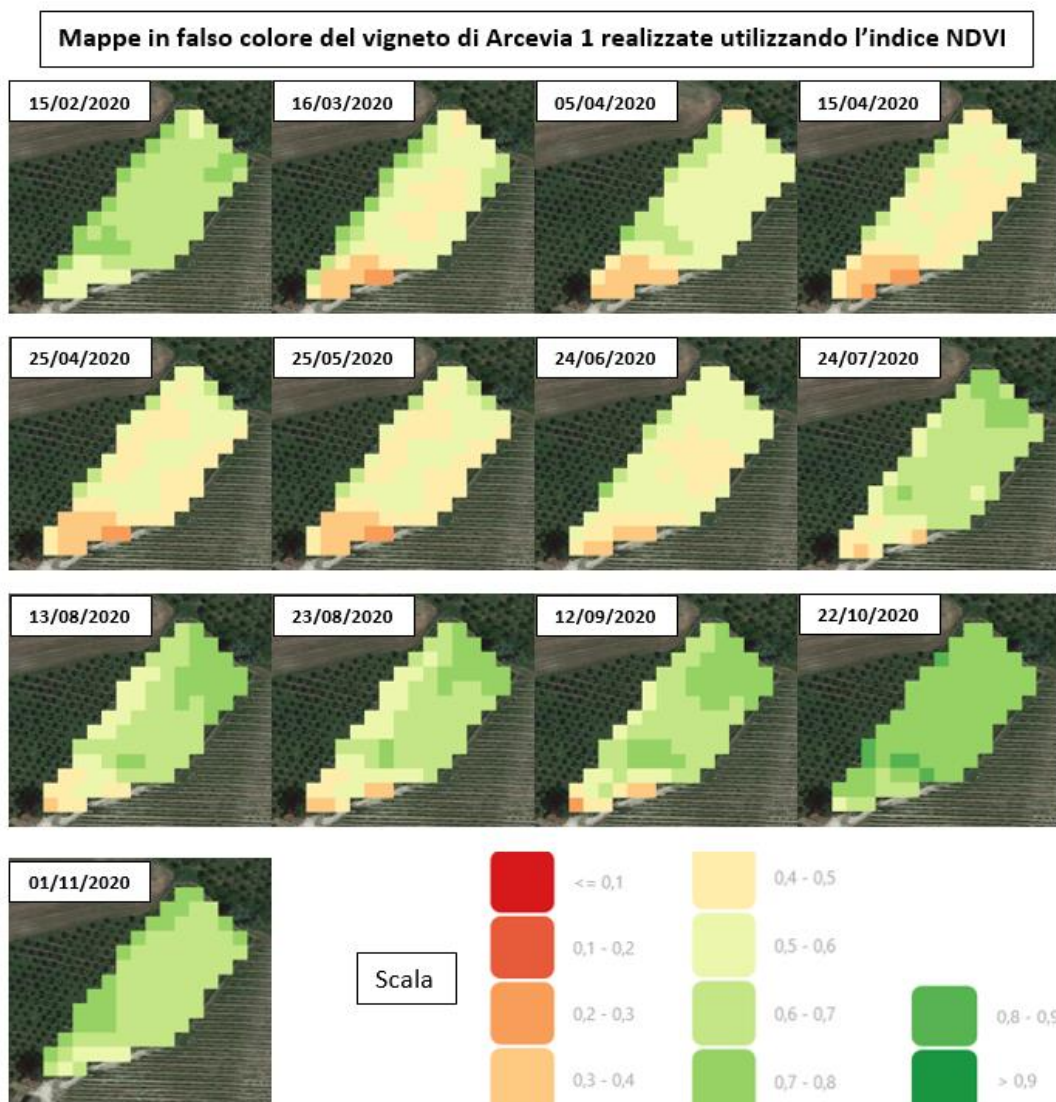 Mappe in falso colore del vigneto di Arcevia 1 realizzate utilizzando l’indice NDVI
15/02/2020
16/03/2020
05/04/2020
15/04/2020
25/04/2020
25/05/2020
24/06/2020
24/07/2020
13/08/2020
23/08/2020
12/09/2020
22/10/2020
01/11/2020
Scala
<= 0,1
0,1 - 0,2
0,2 - 0,3
0,3 - 0,4
0,4 - 0,5
0,5 - 0,6
0,6 - 0,7
0,7 - 0,8
0,8 - 0,9
> 0,9